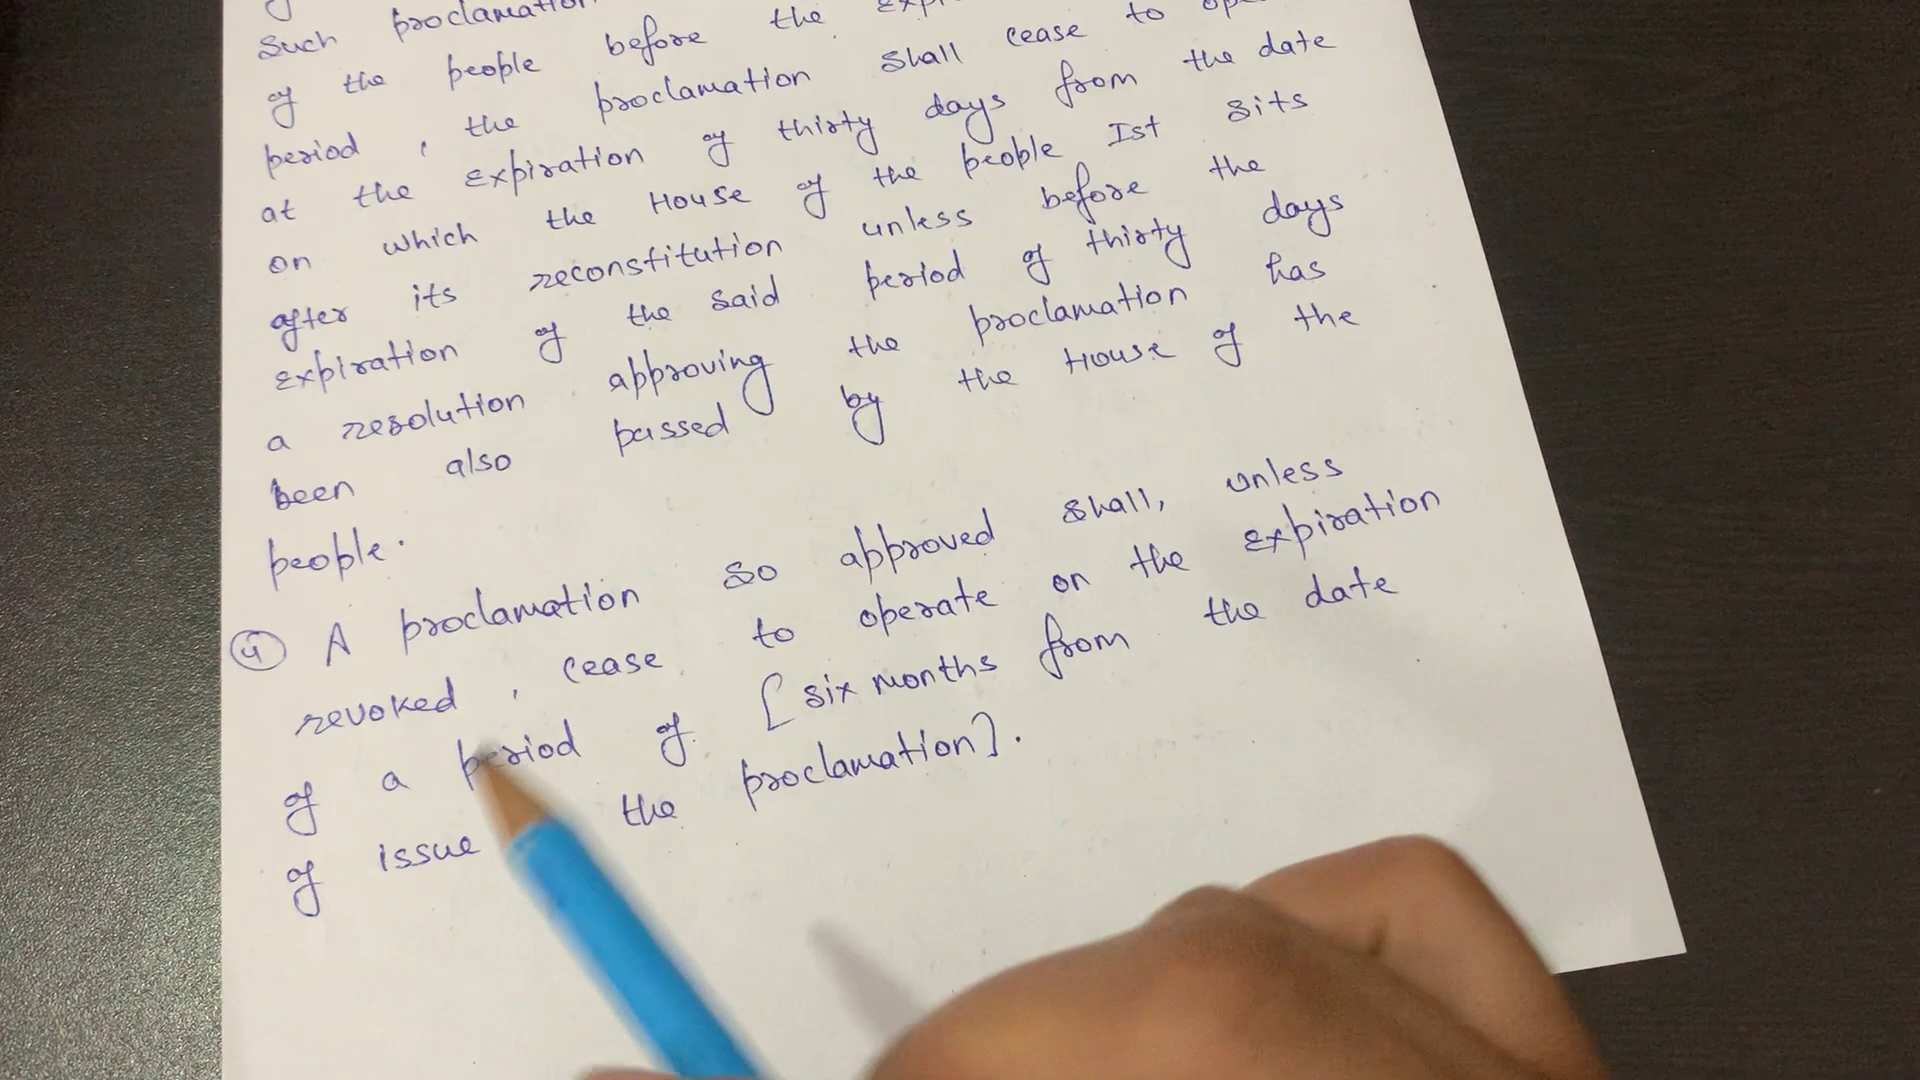 such proclamation
of the people before the
period, the proclamation shall cease to
at the expiration of thirty days from the date
on which the House of the people Ist sits
after its reconstitution unless before the
expiration of the said period of thirty days
a resolution approving the proclamation has
been also passed by the House of the
people.
④ A proclamation so approved shall, unless
revoked, cease to operate on the expiration
of a period of [six months from the date
of issue the proclamation].